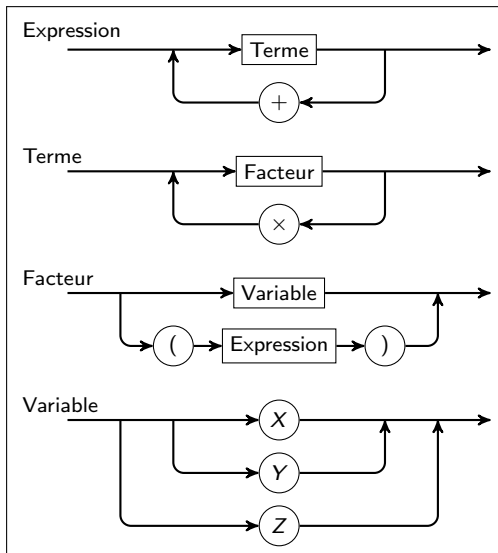 Expression
Terme
+
Terme
Facteur
×
Facteur
Variable
( Expression )
Variable
X
Y
Z